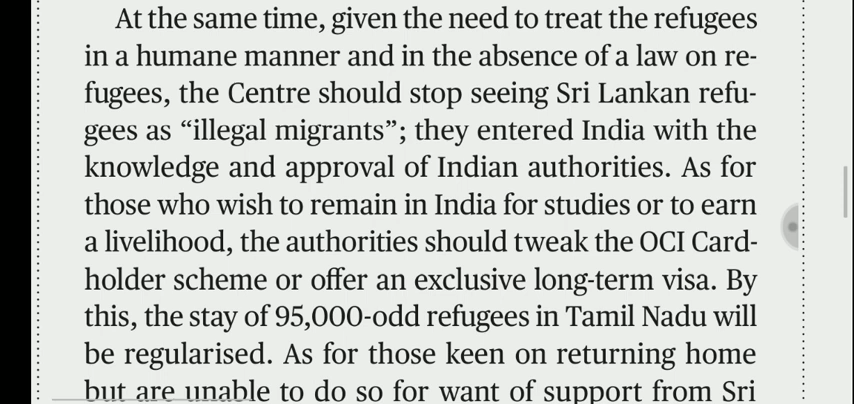 At the same time, given the need to treat the refugees
in a humane manner and in the absence of a law on re-
fugees, the Centre should stop seeing Sri Lankan refu-
gees as “illegal migrants”; they entered India with the
knowledge and approval of Indian authorities. As for
those who wish to remain in India for studies or to earn
a livelihood, the authorities should tweak the OCI Card-
holder scheme or offer an exclusive long-term visa. By
this, the stay of 95,000-odd refugees in Tamil Nadu will
be regularised. As for those keen on returning home
but are unable to do so for want of support from Sri